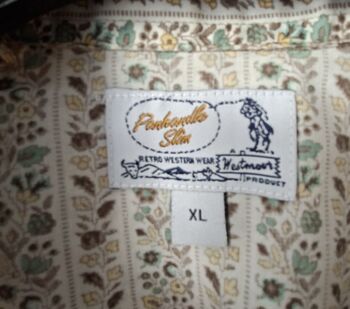 Panhandle
Slim
RETRO WESTERN WEAR
A
Westmoor
PRODUCT
XL